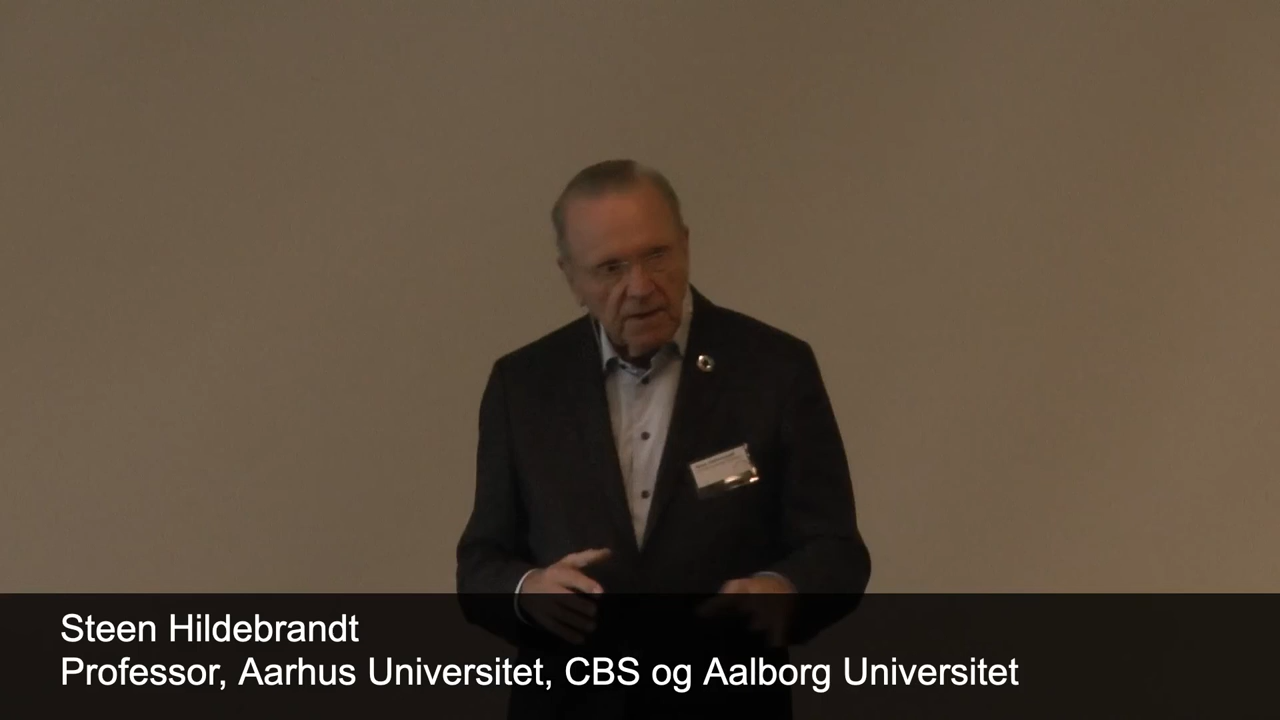 Steen Hildebrandt
Professor, Aarhus Universitet, CBS og Aalborg Universitet